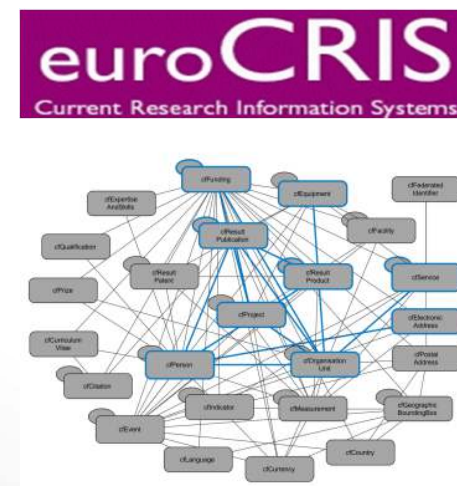 euroCRIS
Current Research Information Systems
cfFunding
cfEquipment
cfFederated
Identifier
cfExpertise
AndSkills
cfResult
Publication
cfFacility
cfQualification
cfResult
Patent
cfResult
Product
cfService
cfPrize
cfProject
cfElectronic
Address
cfCurriculum
Vitae
cfPerson
cfOrganisation
Unit
cfPostal
Address
cfCitation
cfIndicator
cfMeasurement
cfGeographic
BoundingBox
cfEvent
cfLanguage
cfCurrency
cfCountry